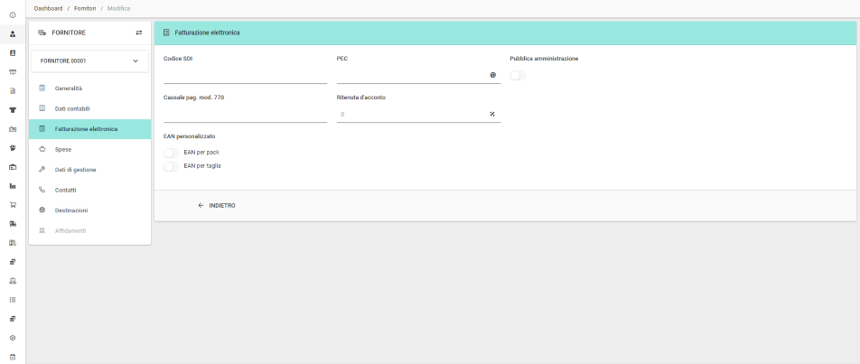 Dashboard / Fornitori / Modifica
FORNITORE
FORNITORE 00001
Generalità
Dati contabili
Fatturazione elettronica
Spese
Dati di gestione
Contatti
Destinazioni
Affidamenti
Fatturazione elettronica
Codice SDI
PEC
@
Pubblica amministrazione
Causale pag. mod. 770
Ritenuta d'acconto
0
%
EAN personalizzato
EAN per pack
EAN per taglia
INDIETRO